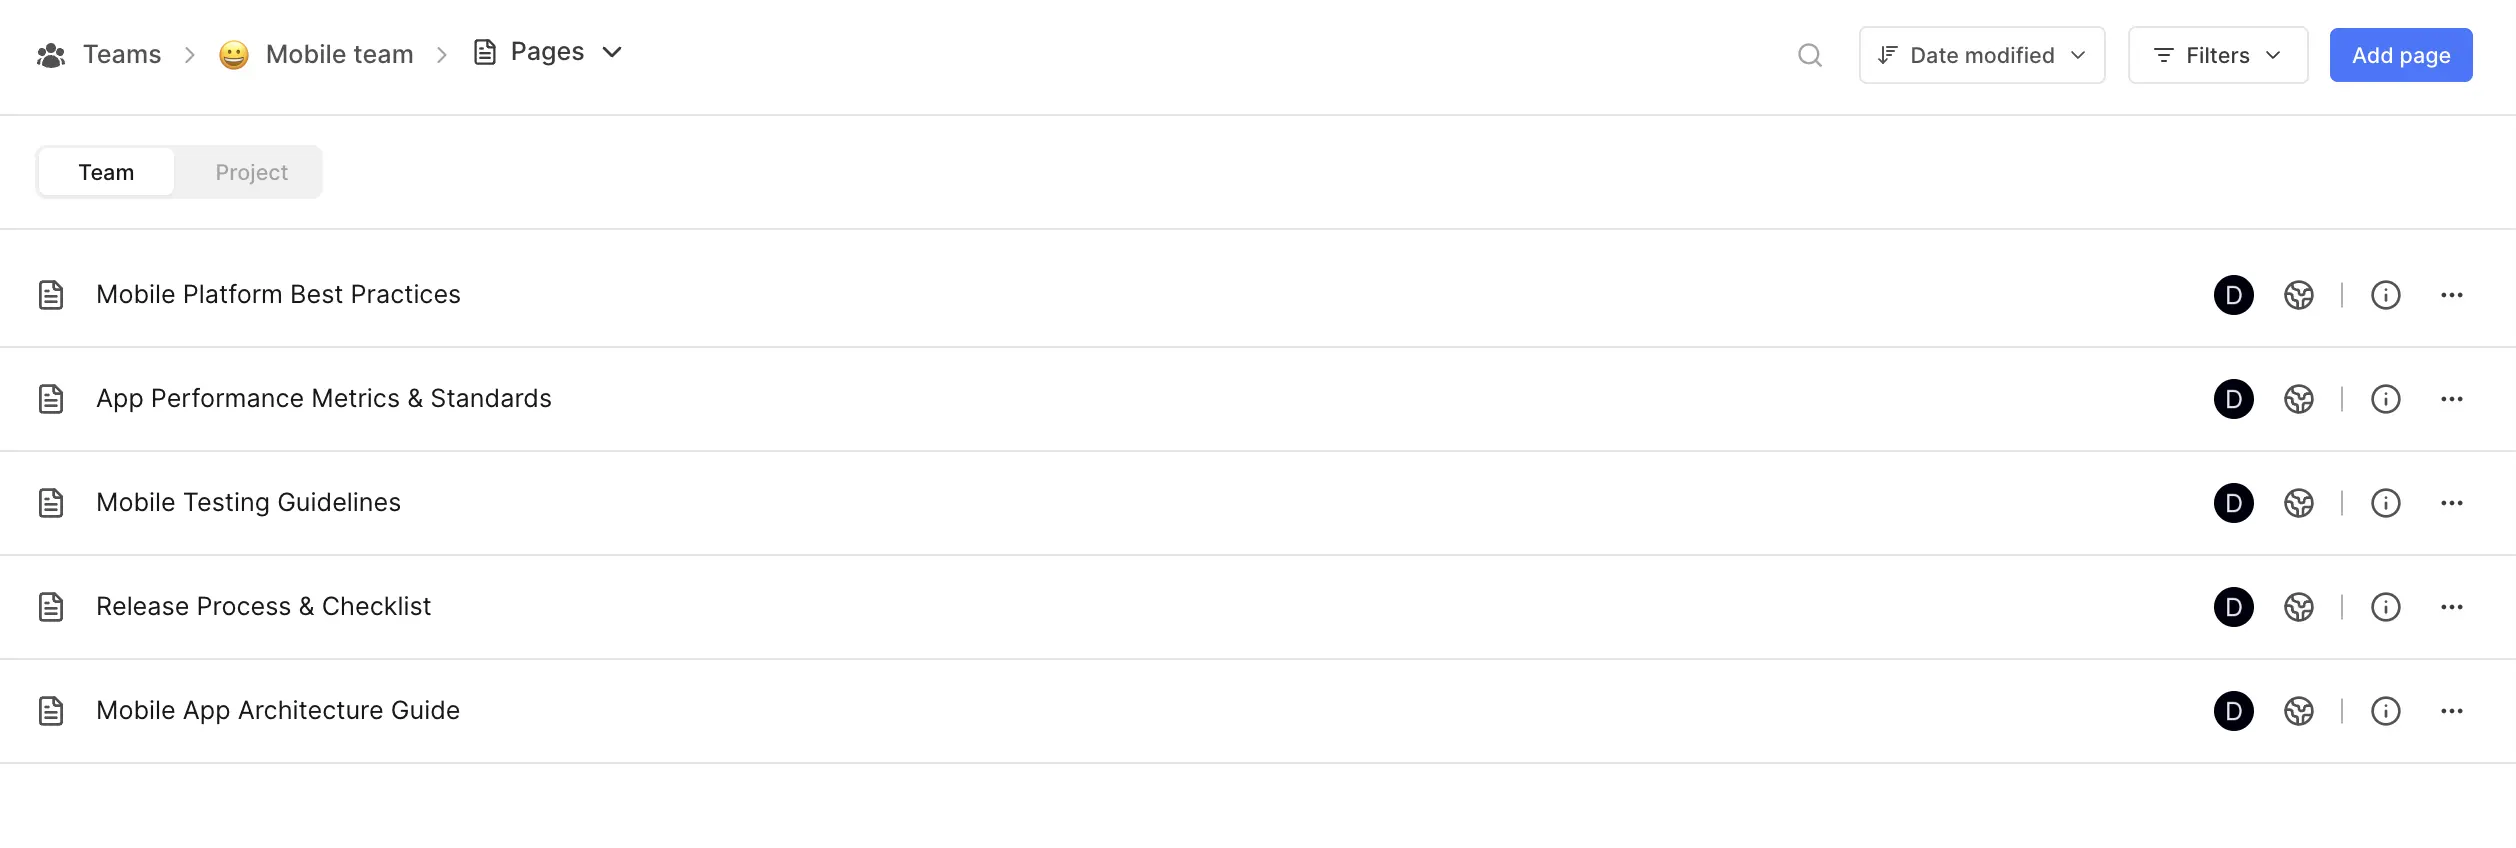 Teams > Mobile team > Pages
Date modified
Filters
Add page
Team
Project
Mobile Platform Best Practices
D
App Performance Metrics & Standards
D
Mobile Testing Guidelines
D
Release Process & Checklist
D
Mobile App Architecture Guide
D